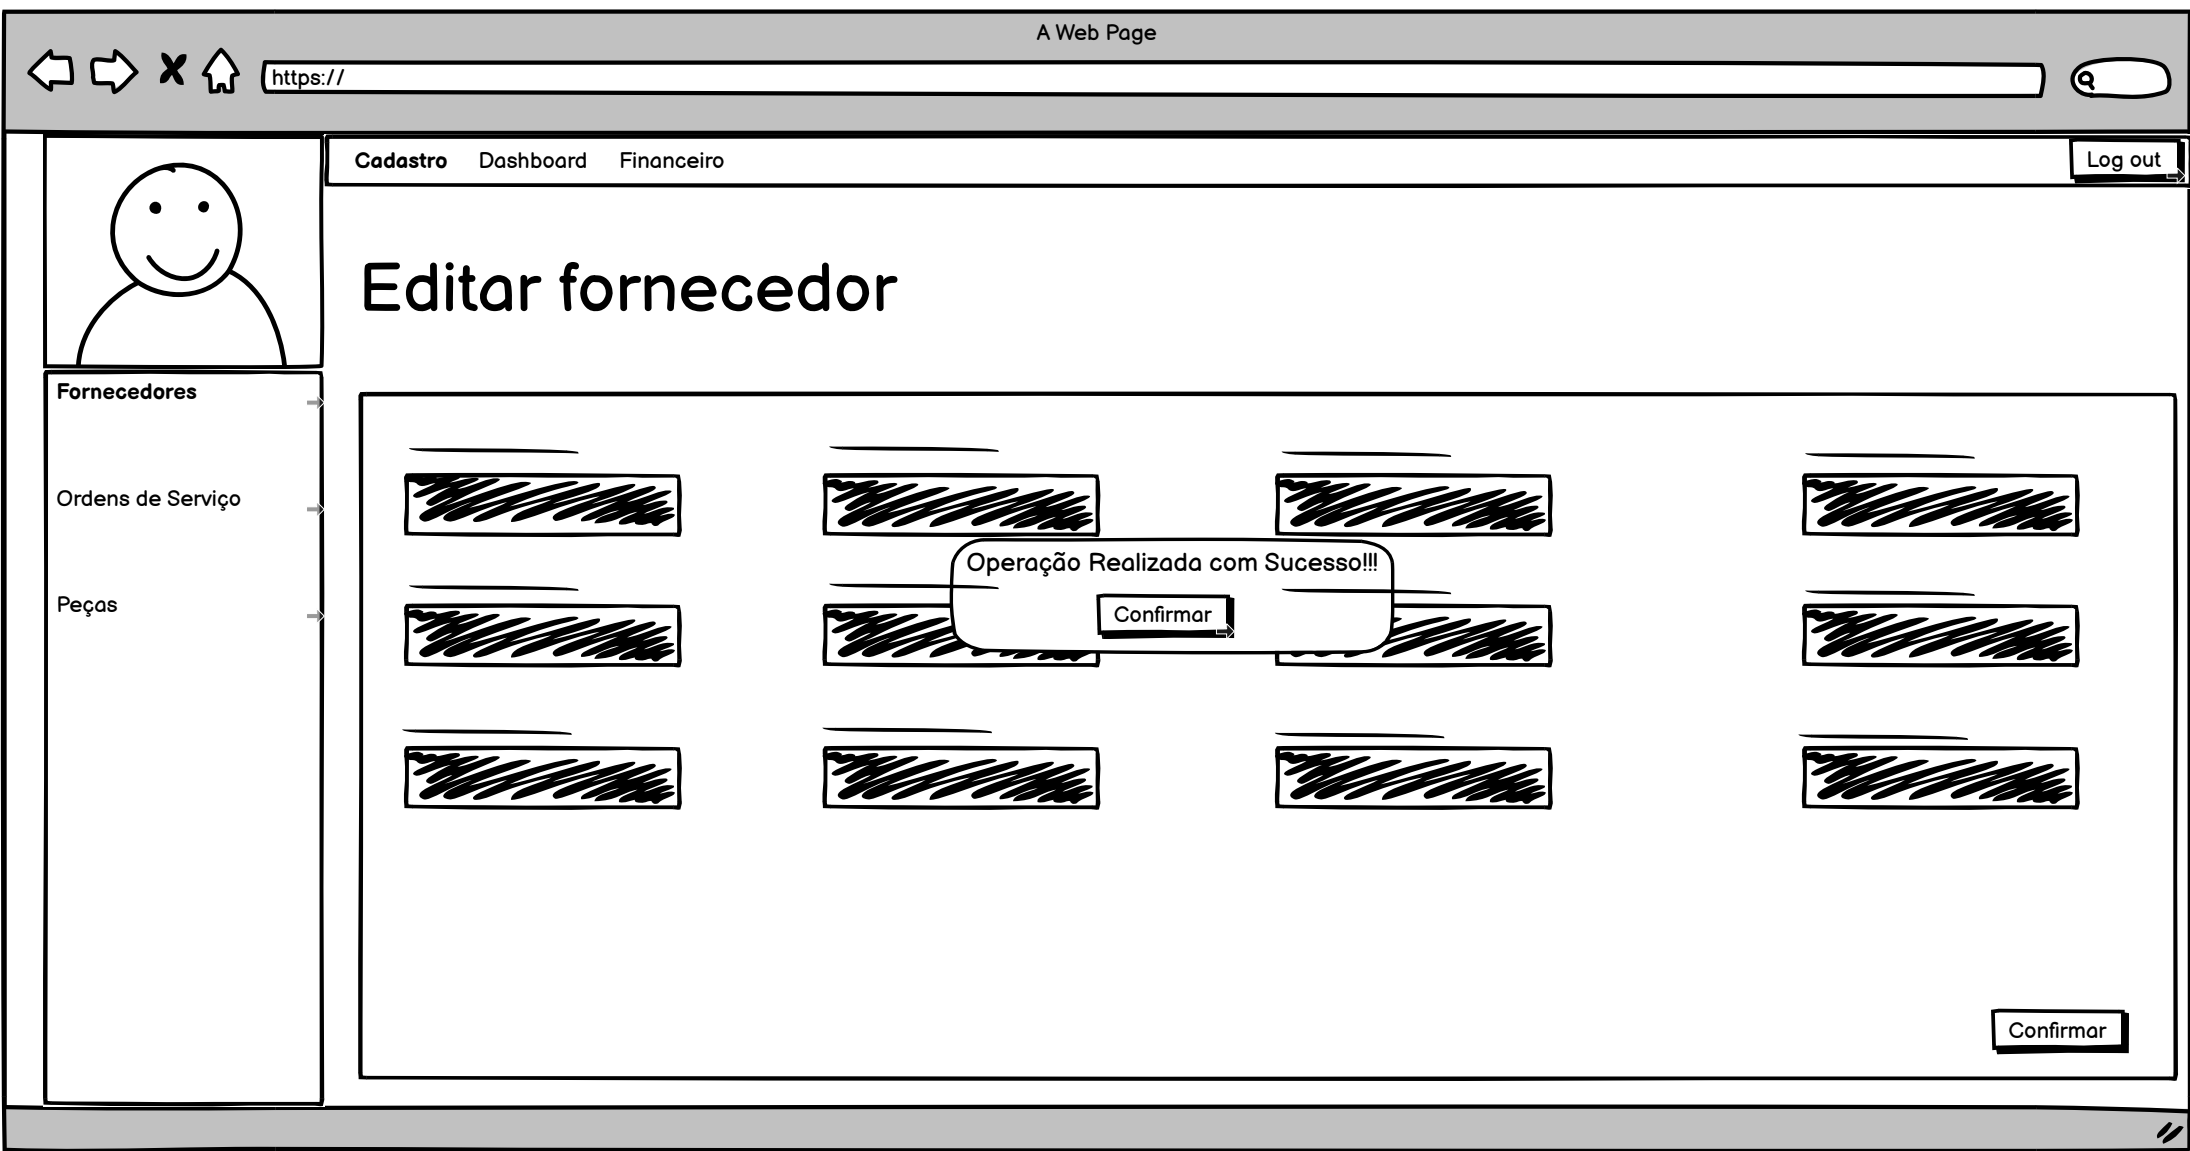 A Web Page
https://
Cadastro Dashboard Financeiro
Log out
Editar fornecedor
Fornecedores
Ordens de Serviço
Peças
Operação Realizada com Sucesso!!!
Confirmar
Confirmar